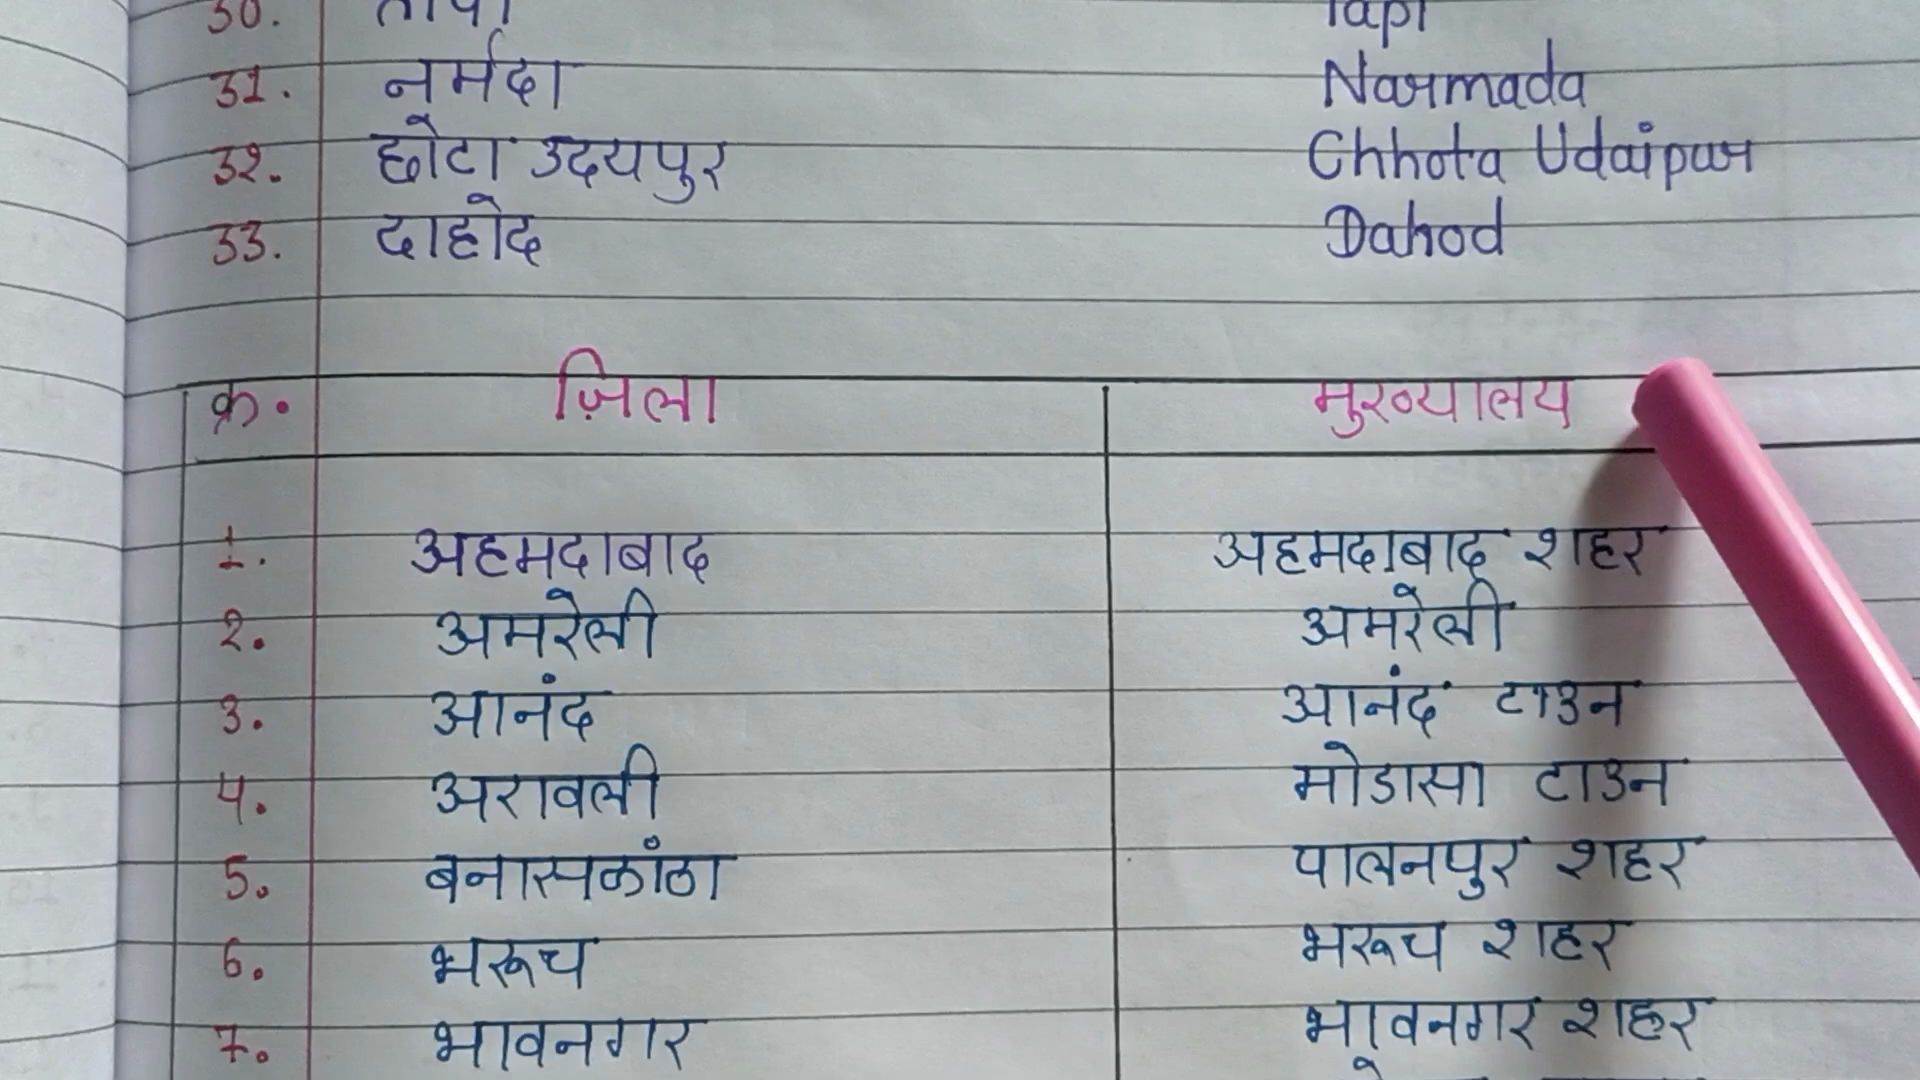 30. तापी Tapi
31. नर्मदा Narmada
32. छोटा उदयपुर Chhota Udaipur
33. दाहोद Dahod
क्र. ज़िला मुख्यालय
1. अहमदाबाद अहमदाबाद शहर
2. अमरेली अमरेली
3. आनंद आनंद टाउन
4. अरावली मोडासा टाउन
5. बनासकांठा पालनपुर शहर
6. भरूच भरूच शहर
7. भावनगर भावनगर शहर